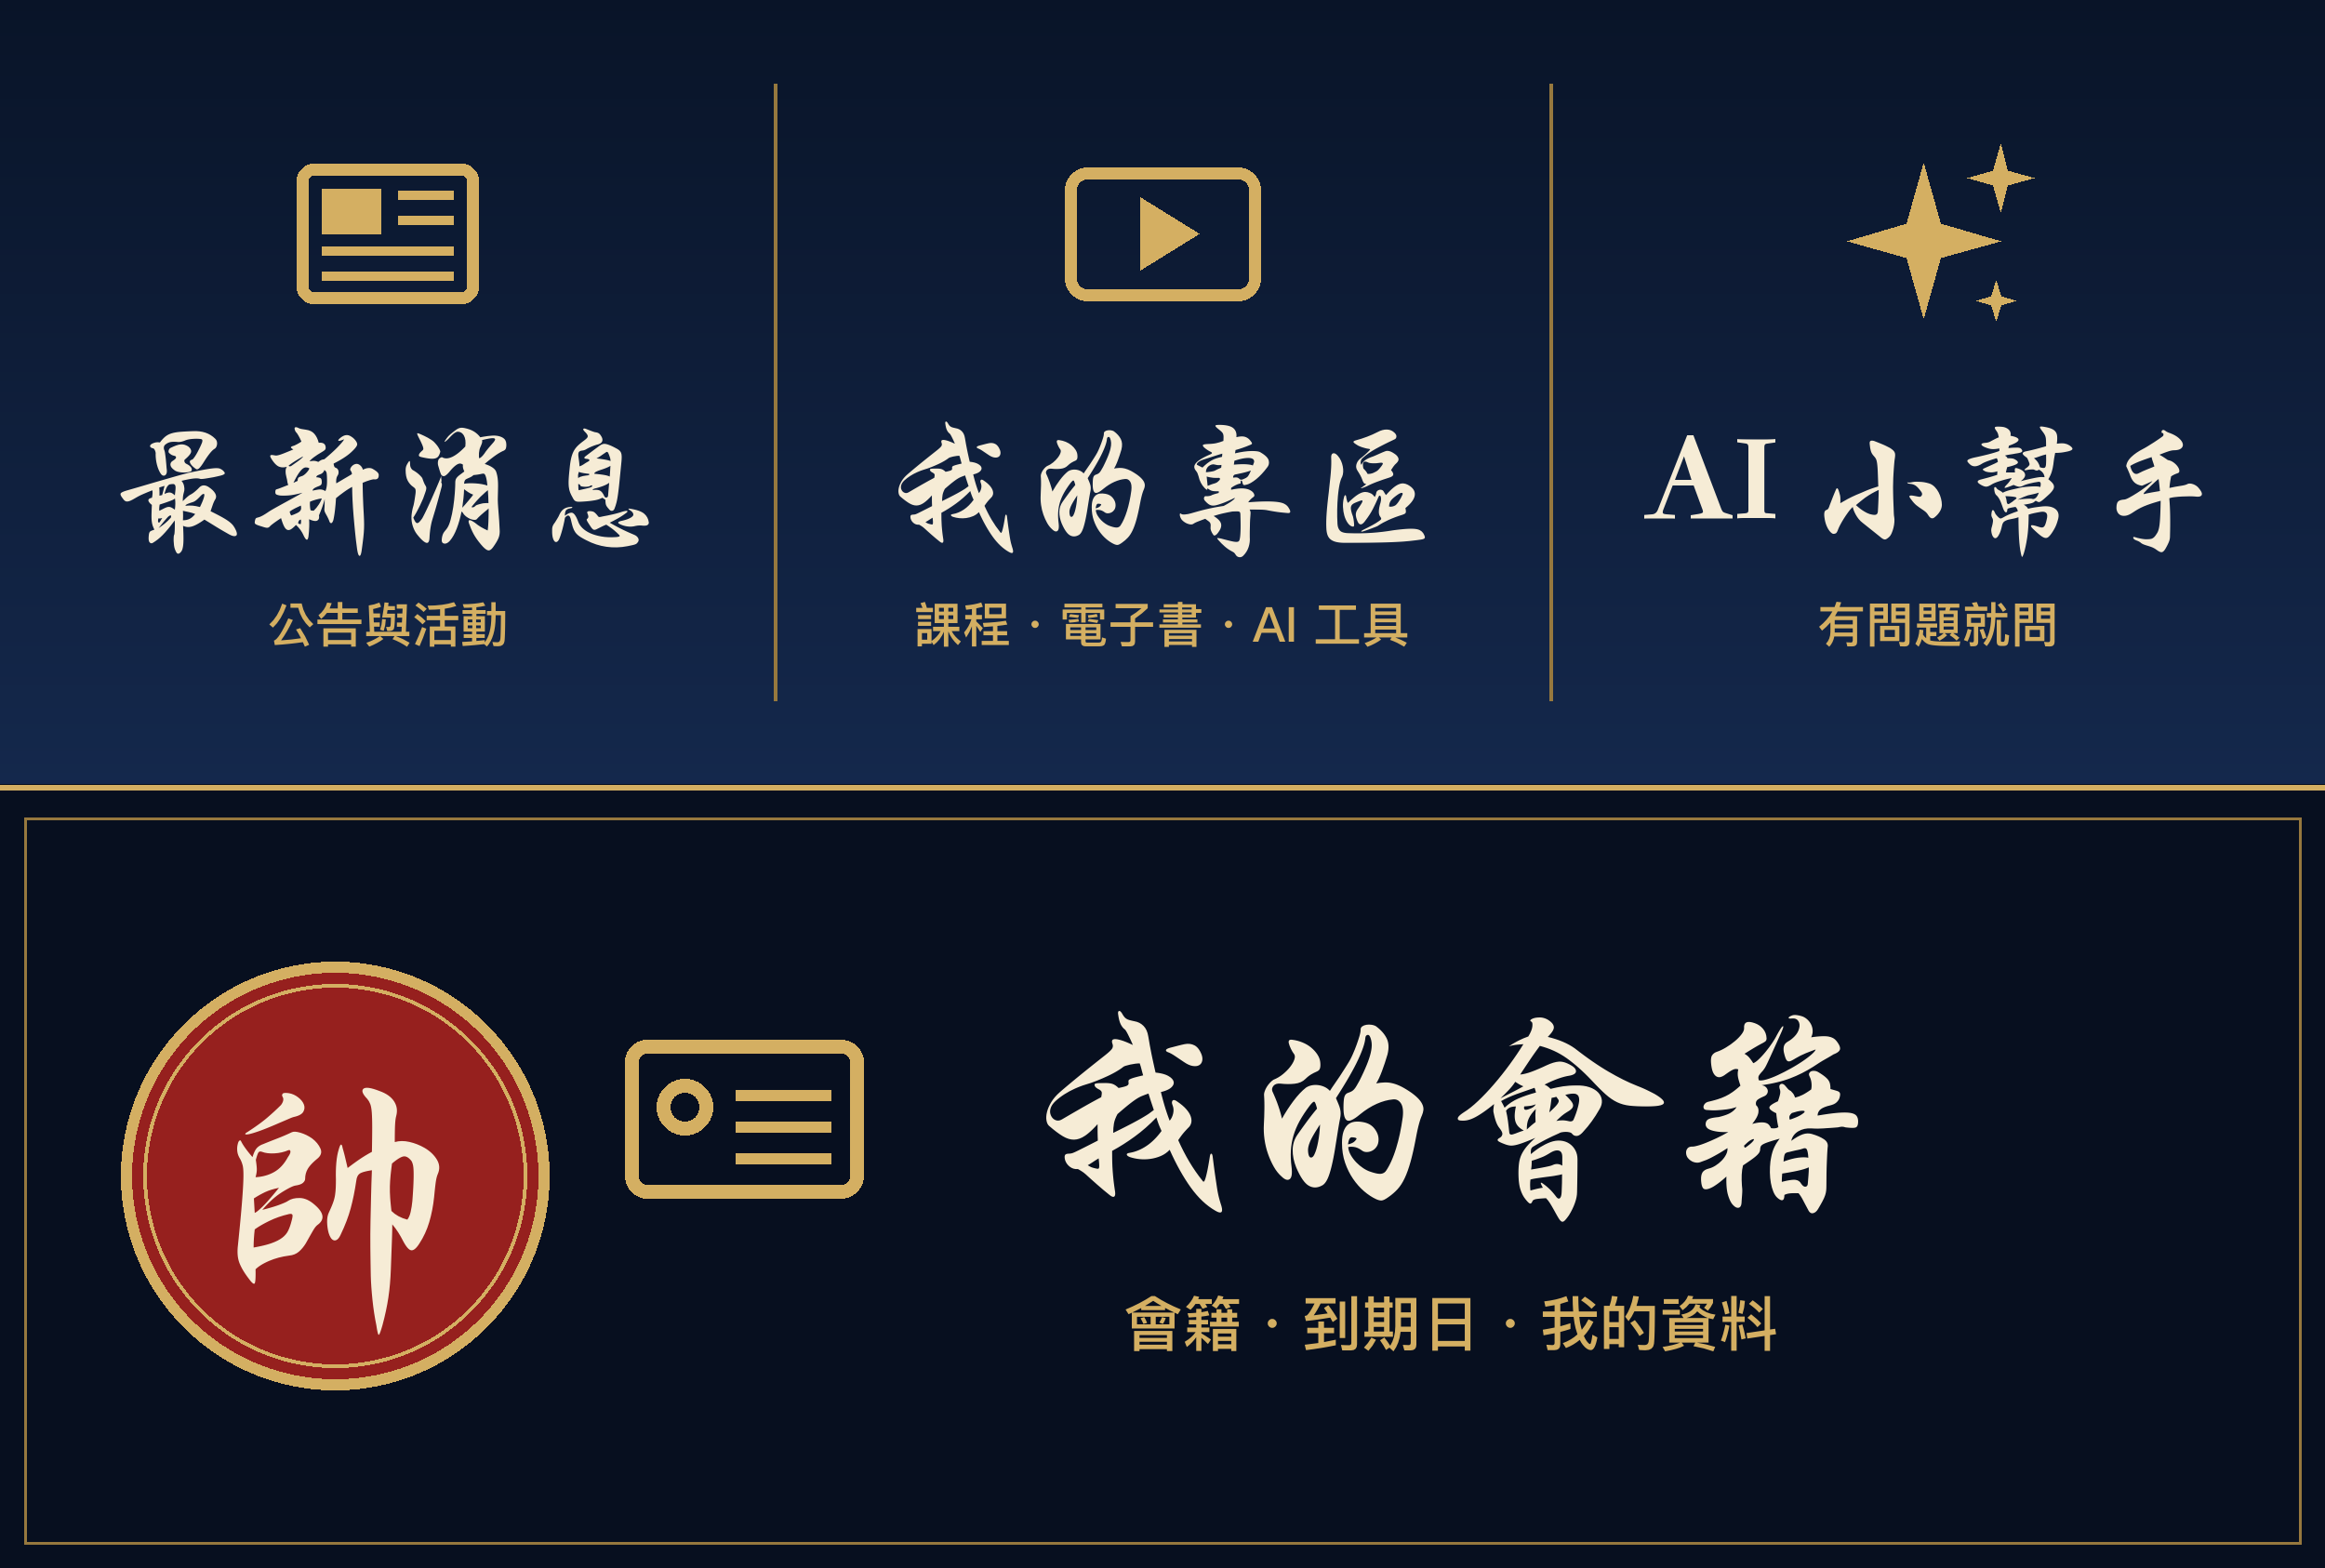 最新消息
公告與活動
我的專區
課程·電子書·AI 工具
AI 小幫手
有問題就問
帥
我的會籍
會籍·到期日·我的資料